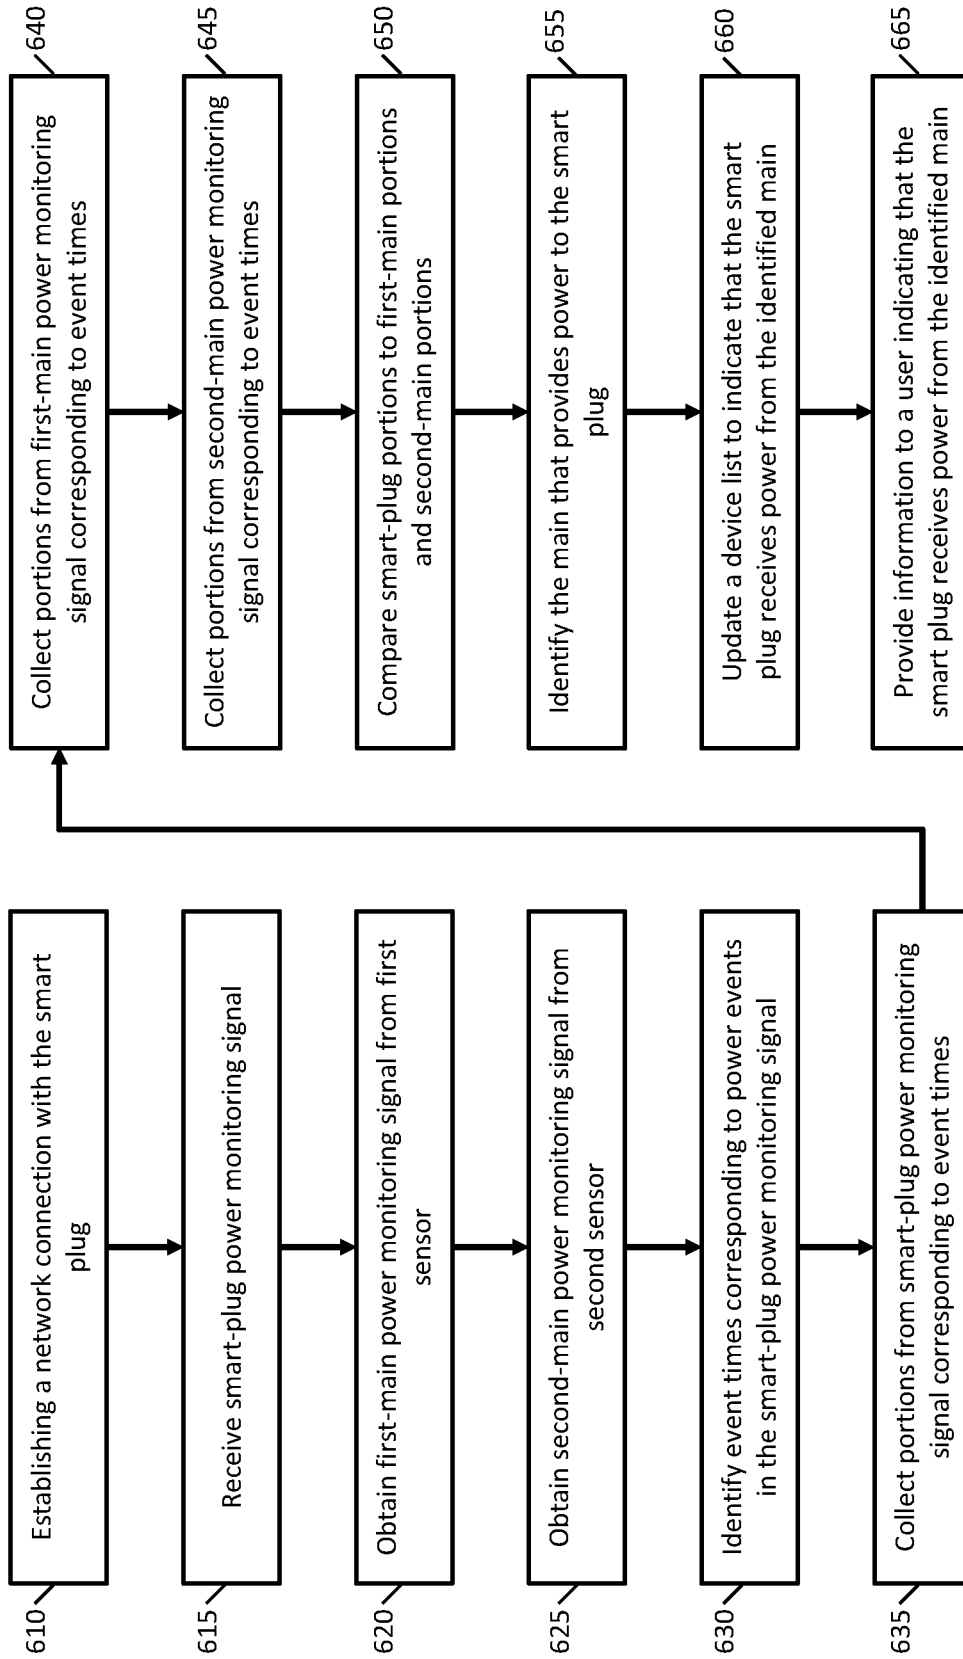 610
Establishing a network connection with the smart
plug
615
Receive smart-plug power monitoring signal
620
Obtain first-main power monitoring signal from first
sensor
625
Obtain second-main power monitoring signal from
second sensor
630
Identify event times corresponding to power events
in the smart-plug power monitoring signal
635
Collect portions from smart-plug power monitoring
signal corresponding to event times
640
Collect portions from first-main power monitoring
signal corresponding to event times
645
Collect portions from second-main power monitoring
signal corresponding to event times
650
Compare smart-plug portions to first-main portions
and second-main portions
655
Identify the main that provides power to the smart
plug
660
Update a device list to indicate that the smart
plug receives power from the identified main
665
Provide information to a user indicating that the
smart plug receives power from the identified main